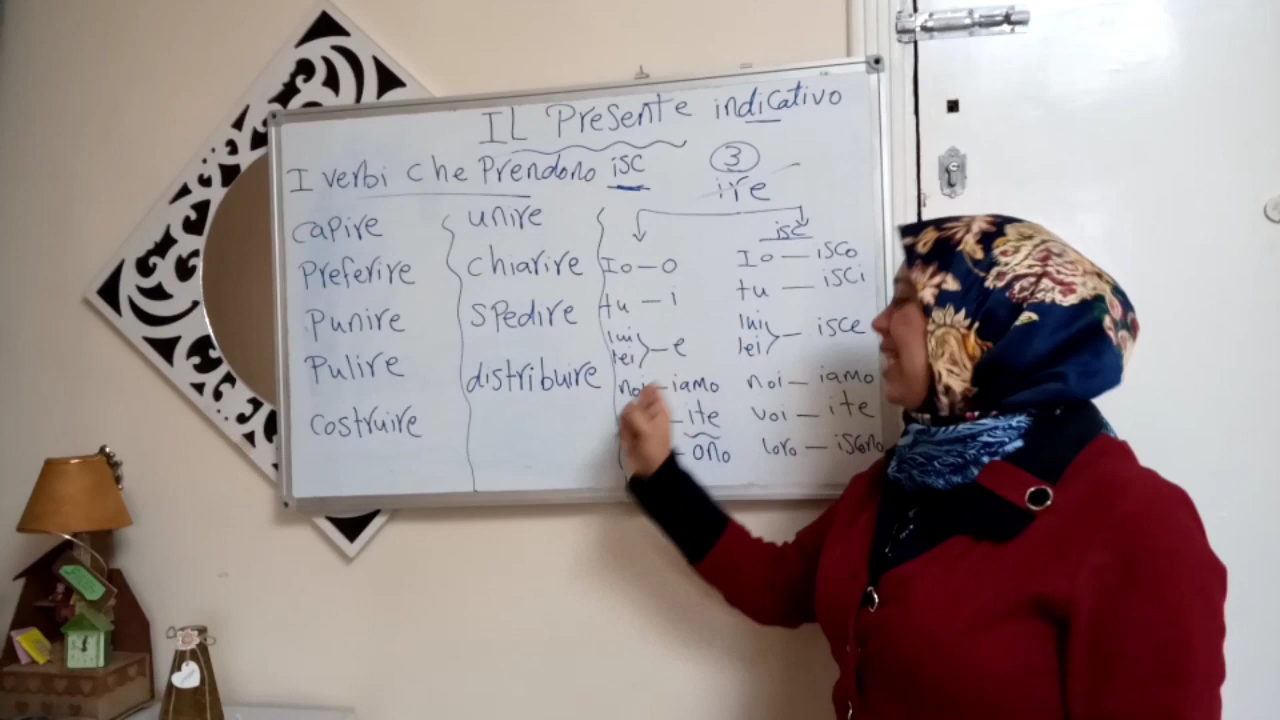 IL Presente indicativo
I verbi che Prendono isc
3
ire
capire
Preferire
Punire
Pulire
costruire
unire
chiarire
spedire
distribuire
Io – o
tu – i
lui
lei – e
noi – iamo
– ite
– ono
isc
Io – isco
tu – isci
lui
lei – isce
noi – iamo
voi – ite
loro – iscono